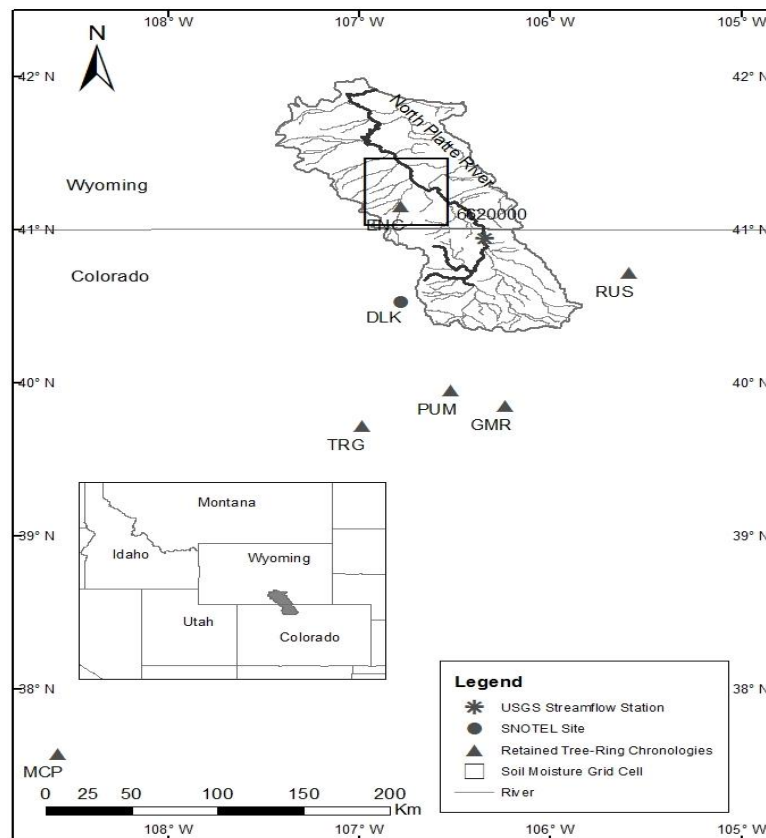 108° W 107° W 106° W 105° W
N
42° N 42° N
North Platte River
Wyoming
6620000
ENC
41° N 41° N
Colorado
RUS
DLK
40° N 40° N
PUM
GMR
TRG
Montana
39° N 39° N
Idaho
Wyoming
Utah
Colorado
38° N 38° N
Legend
USGS Streamflow Station
SNOTEL Site
Retained Tree-Ring Chronologies
Soil Moisture Grid Cell
River
MCP
0 25 50 100 150 200
Km
108° W 107° W 106° W 105° W